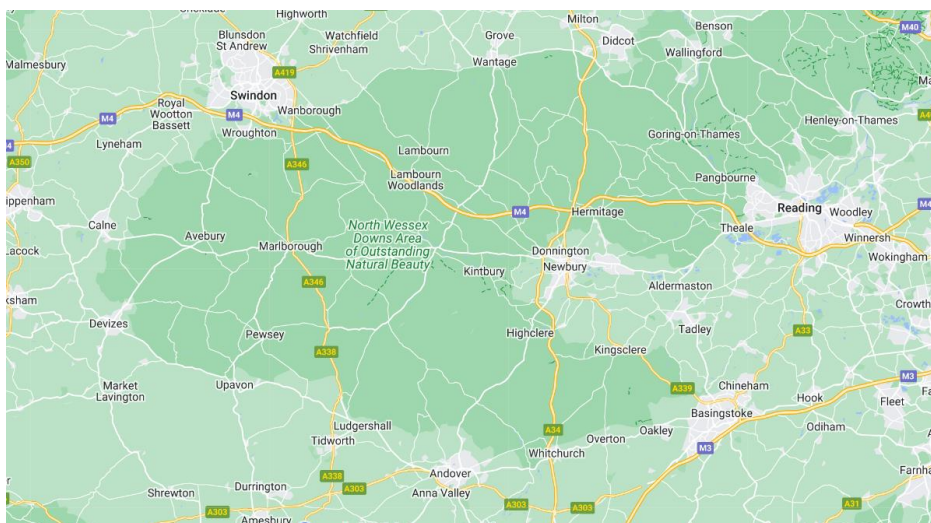 Highworth
Milton
Benson
Blunsdon
St Andrew
Watchfield
Shrivenham
Grove
Didcot
Wallingford
M40
Malmesbury
Wantage
A419
Swindon
Royal
Wootton
Bassett
M4
M4
Wanborough
Wroughton
Goring-on-Thames
Henley-on-Thames
Lyneham
A346
Lambourn
A350
Lambourn
Woodlands
Pangbourne
Reading
Woodley
M4
Calne
Avebury
Marlborough
North Wessex
Downs Area
of Outstanding
Natural Beauty
M4
Hermitage
Theale
Winnersh
Wokingham
Donnington
Newbury
Kintbury
Aldermaston
A346
Devizes
Pewsey
Highclere
Tadley
A33
A338
Kingsclere
Market
Lavington
Upavon
A339
Chineham
M3
Hook
Fleet
Basingstoke
Ludgershall
Tidworth
A34
Overton
Oakley
Odiham
M3
Whitchurch
Andover
Anna Valley
A338
A303
Shrewton
Durrington
A303
Amesbury
A303
A303
A31